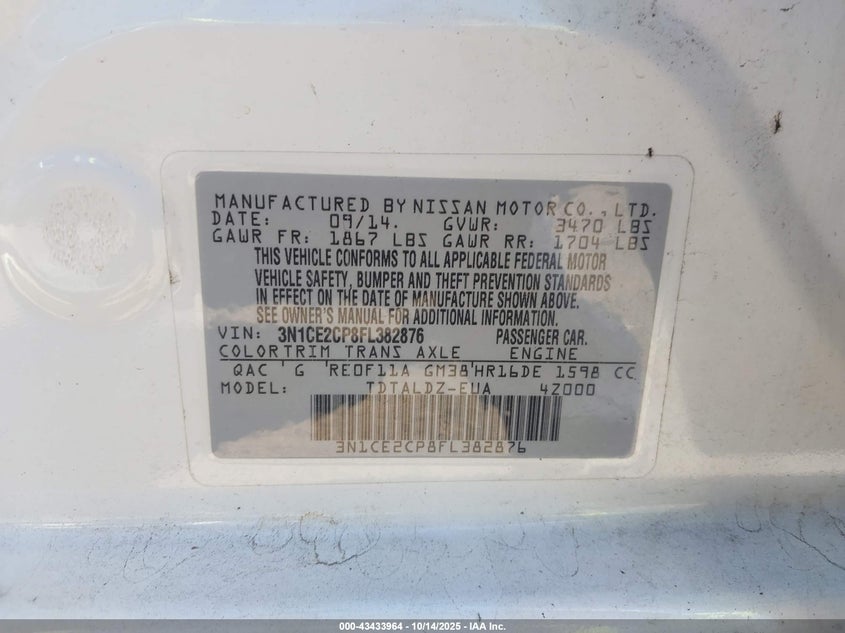 MANUFACTURED BY NISSAN MOTOR CO., LTD.
DATE: 09/14. GVWR: 3470 LBS
GAWR FR: 1867 LBS GAWR RR: 1704 LBS
THIS VEHICLE CONFORMS TO ALL APPLICABLE FEDERAL MOTOR
VEHICLE SAFETY, BUMPER AND THEFT PREVENTION STANDARDS
IN EFFECT ON THE DATE OF MANUFACTURE SHOWN ABOVE.
SEE OWNER'S MANUAL FOR ADDITIONAL INFORMATION.
VIN: 3N1CE2CP8FL382876 PASSENGER CAR.
COLORTRIM TRANS AXLE ENGINE
QAC 'G 'RE0F11A GM38'HR16DE 1598 CC
MODEL: TDTALDZ-EUA 4Z000
3N1CE2CP8FL382876
000-43433964 | 10/14/2025 - IAA Inc.